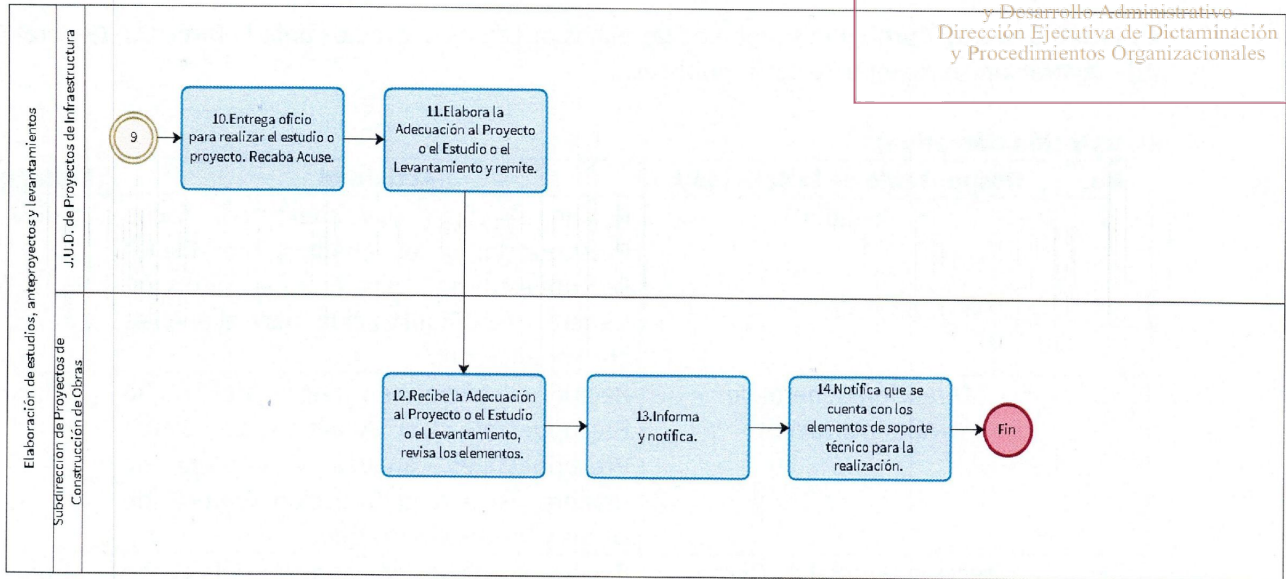 y Desarrollo Administrativo
Dirección Ejecutiva de Dictaminación
y Procedimientos Organizacionales
Elaboración de estudios, anteproyectos y levantamientos
J.U.D. de Proyectos de Infraestructura
9
10.Entrega oficio
para realizar el estudio o
proyecto. Recaba Acuse.
11.Elabora la
Adecuación al Proyecto
o el Estudio o el
Levantamiento y remite.
Subdireccion de Proyectos de
Construcción de Obras
12.Recibe la Adecuación
al Proyecto o el Estudio
o el Levantamiento,
revisa los elementos.
13.Informa
y notifica.
14.Notifica que se
cuenta con los
elementos de soporte
técnico para la
realización.
Fin